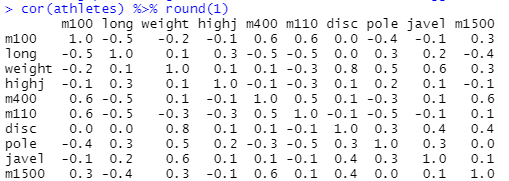 > cor(athletes) %>% round(1)
m100 long weight highj m400 m110 disc pole javel m1500
m100 1.0 -0.5 -0.2 -0.1 0.6 0.6 0.0 -0.4 -0.1 0.3
long -0.5 1.0 0.1 0.3 -0.5 -0.5 0.0 0.3 0.2 -0.4
weight -0.2 0.1 1.0 0.1 0.1 -0.3 0.8 0.5 0.6 0.3
highj -0.1 0.3 0.1 1.0 -0.1 -0.3 0.1 0.2 0.1 -0.1
m400 0.6 -0.5 0.1 -0.1 1.0 0.5 0.1 -0.3 0.1 0.6
m110 0.6 -0.5 -0.3 -0.3 0.5 1.0 -0.1 -0.5 -0.1 0.1
disc 0.0 0.0 0.8 0.1 0.1 -0.1 1.0 0.3 0.4 0.4
pole -0.4 0.3 0.5 0.2 -0.3 -0.5 0.3 1.0 0.3 0.0
javel -0.1 0.2 0.6 0.1 0.1 -0.1 0.4 0.3 1.0 0.1
m1500 0.3 -0.4 0.3 -0.1 0.6 0.1 0.4 0.0 0.1 1.0